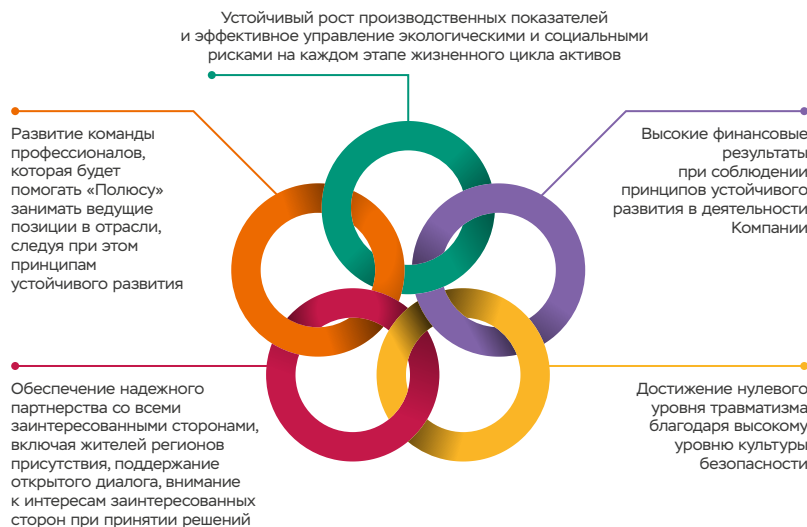 Устойчивый рост производственных показателей
и эффективное управление экологическими и социальными
рисками на каждом этапе жизненного цикла активов
Развитие команды
профессионалов,
которая будет
помогать «Полюсу»
занимать ведущие
позиции в отрасли,
следуя при этом
принципам
устойчивого развития
Высокие финансовые
результаты
при соблюдении
принципов устойчивого
развития в деятельности
Компании
Обеспечение надежного
партнерства со всеми
заинтересованными сторонами,
включая жителей регионов
присутствия, поддержание
открытого диалога, внимание
к интересам заинтересованных
сторон при принятии решений
Достижение нулевого
уровня травматизма
благодаря высокому
уровню культуры
безопасности